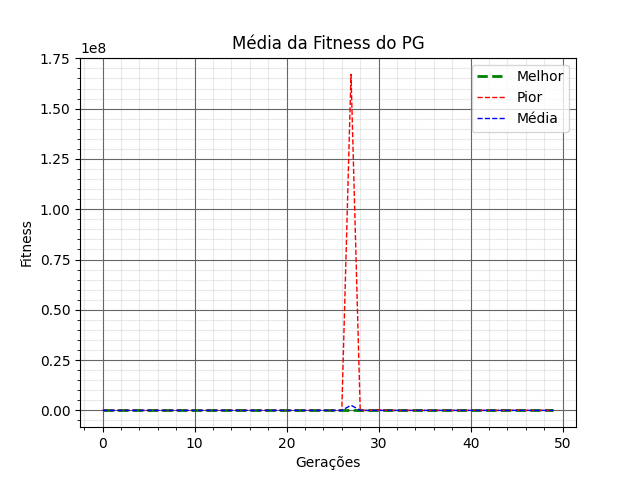 Média da Fitness do PG
1e8
1.75
1.50
1.25
1.00
0.75
0.50
0.25
0.00
Fitness
Melhor
Pior
Média
0 10 20 30 40 50
Gerações